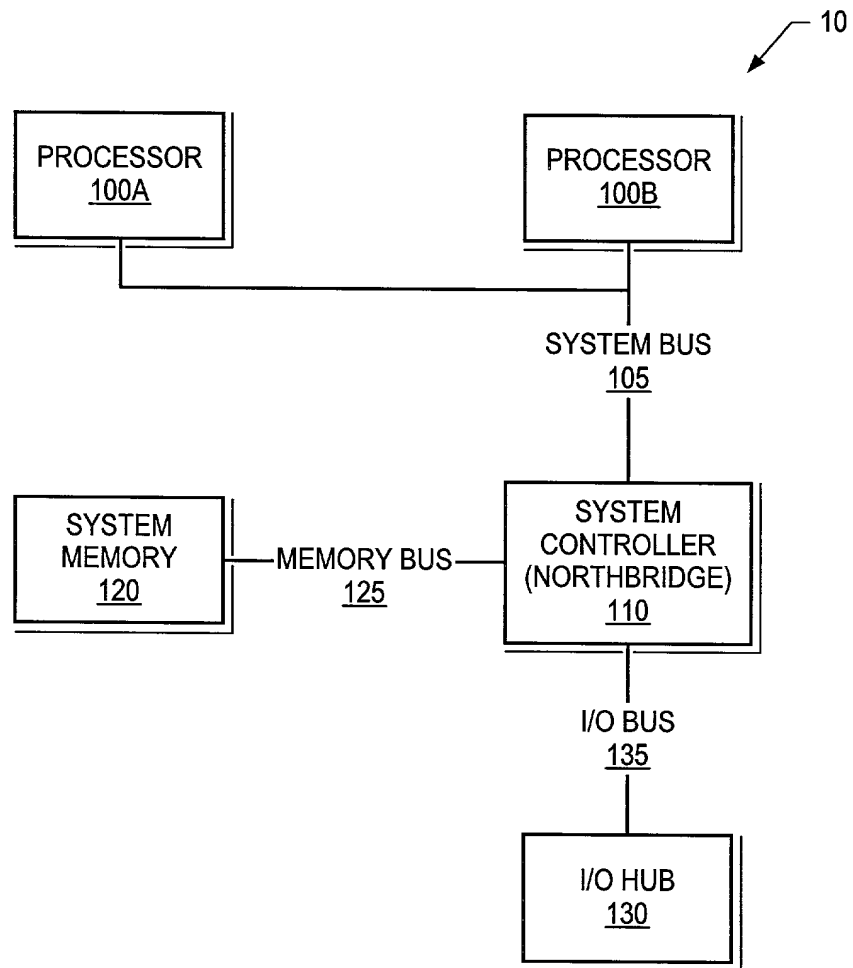 10
PROCESSOR
100A
PROCESSOR
100B
SYSTEM BUS
105
SYSTEM
MEMORY
120
MEMORY BUS
125
SYSTEM
CONTROLLER
(NORTHBRIDGE)
110
I/O BUS
135
I/O HUB
130